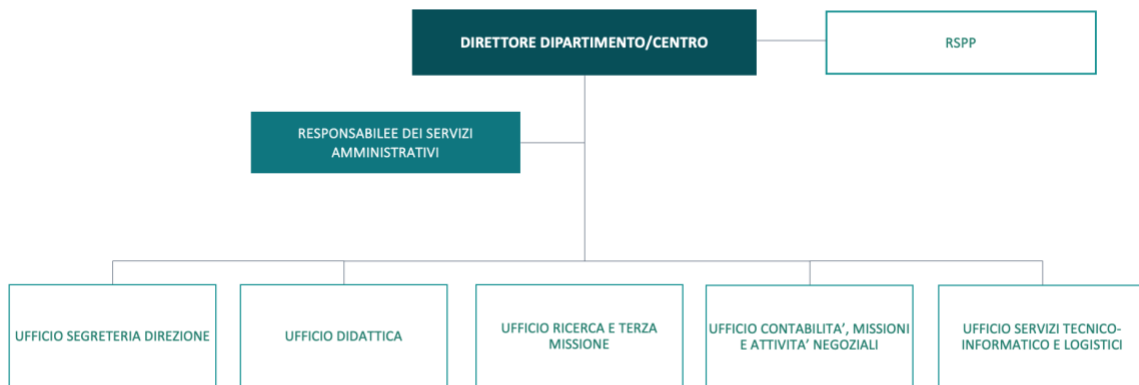 DIRETTORE DIPARTIMENTO/CENTRO
RSPP
RESPONSABILEE DEI SERVIZI
AMMINISTRATIVI
UFFICIO SEGRETERIA DIREZIONE
UFFICIO DIDATTICA
UFFICIO RICERCA E TERZA
MISSIONE
UFFICIO CONTABILITA’, MISSIONI
E ATTIVITA’ NEGOZIALI
UFFICIO SERVIZI TECNICO-
INFORMATICO E LOGISTICI